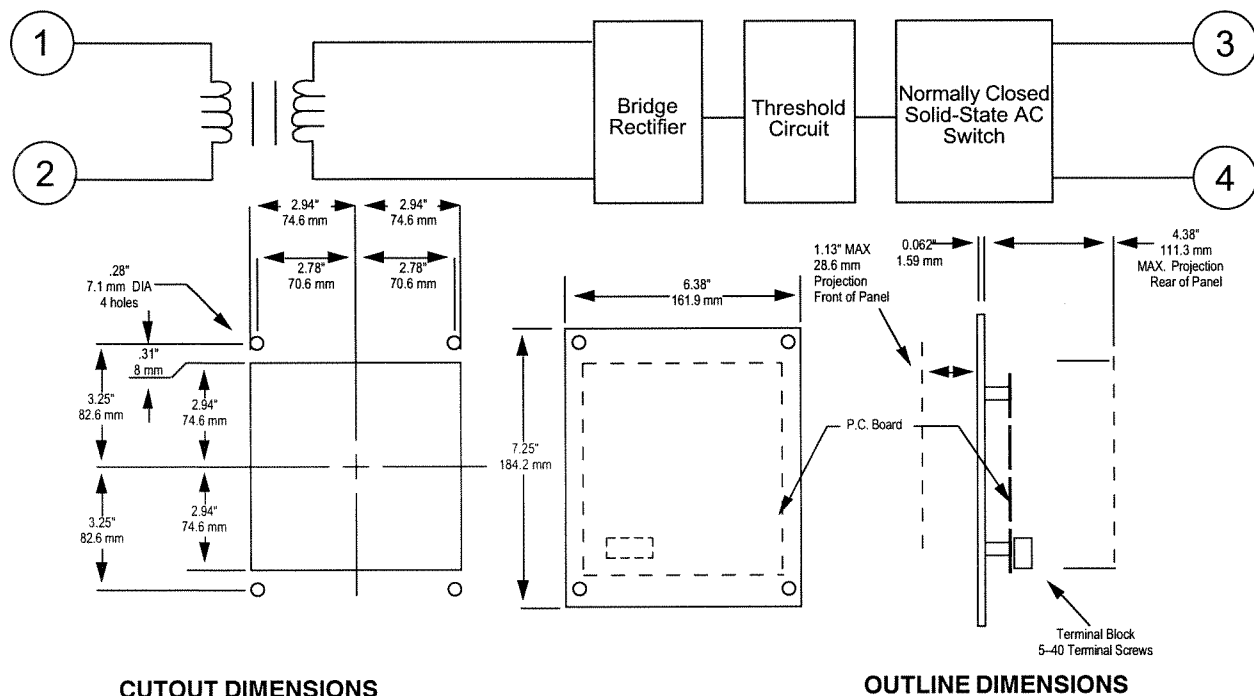 1
2
Bridge
Rectifier
Threshold
Circuit
Normally Closed
Solid-State AC
Switch
3
4
2.94"
74.6 mm
2.94"
74.6 mm
2.78"
70.6 mm
2.78"
70.6 mm
.28"
7.1 mm DIA
4 holes
.31"
8 mm
3.25"
82.6 mm
2.94"
74.6 mm
3.25"
82.6 mm
2.94"
74.6 mm
6.38"
161.9 mm
7.25"
184.2 mm
1.13" MAX
28.6 mm
Projection
Front of Panel
0.062"
1.59 mm
4.38"
111.3 mm
MAX. Projection
Rear of Panel
P.C. Board
Terminal Block
5–40 Terminal Screws
CUTOUT DIMENSIONS
OUTLINE DIMENSIONS